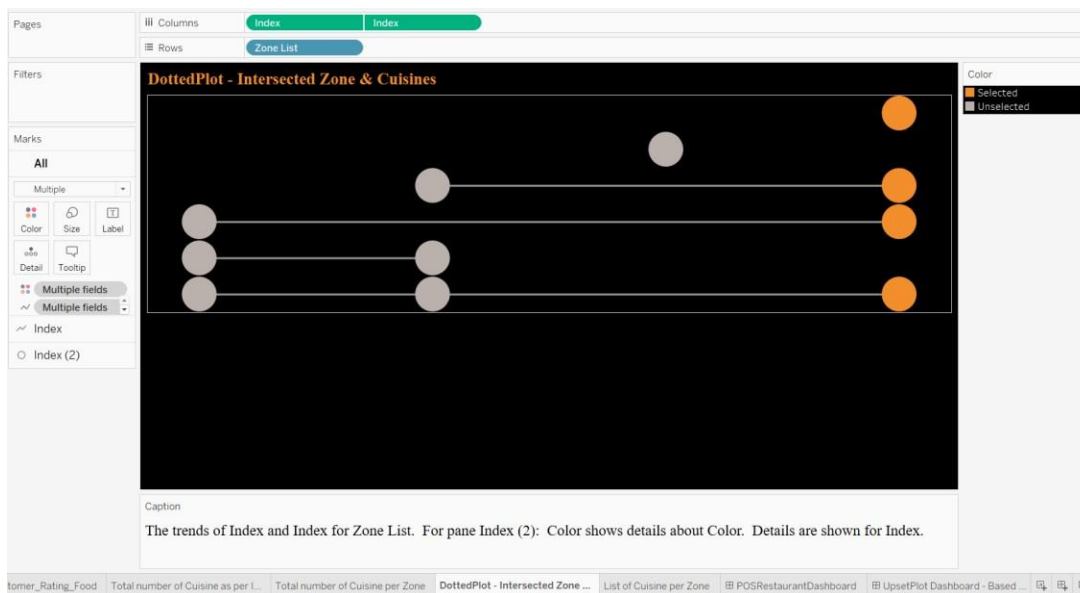 Pages
Columns
Index
Index
Rows
Zone List
Filters
Marks
All
Multiple
Color
Size
Label
Detail
Tooltip
Multiple fields
Multiple fields
Index
Index (2)
DottedPlot - Intersected Zone & Cuisines
Color
Selected
Unselected
Caption
The trends of Index and Index for Zone List. For pane Index (2): Color shows details about Color. Details are shown for Index.
tomer_Rating_Food
Total number of Cuisine as per I...
Total number of Cuisine per Zone
DottedPlot - Intersected Zone ...
List of Cuisine per Zone
POSRestaurantDashboard
UpsetPlot Dashboard - Based ...